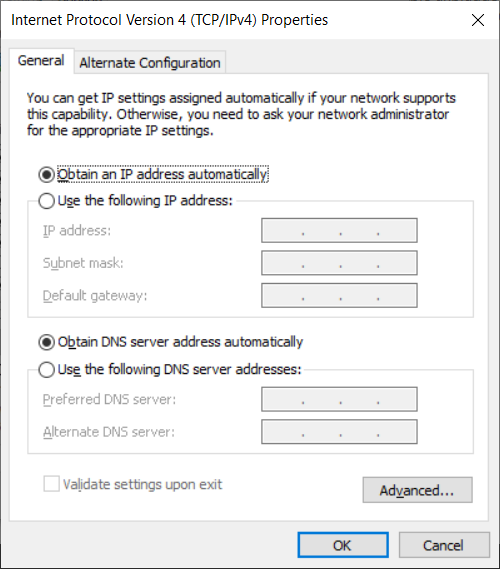 Internet Protocol Version 4 (TCP/IPv4) Properties
General
Alternate Configuration
You can get IP settings assigned automatically if your network supports
this capability. Otherwise, you need to ask your network administrator
for the appropriate IP settings.
Obtain an IP address automatically
Use the following IP address:
IP address:
Subnet mask:
Default gateway:
Obtain DNS server address automatically
Use the following DNS server addresses:
Preferred DNS server:
Alternate DNS server:
Validate settings upon exit
Advanced...
OK
Cancel